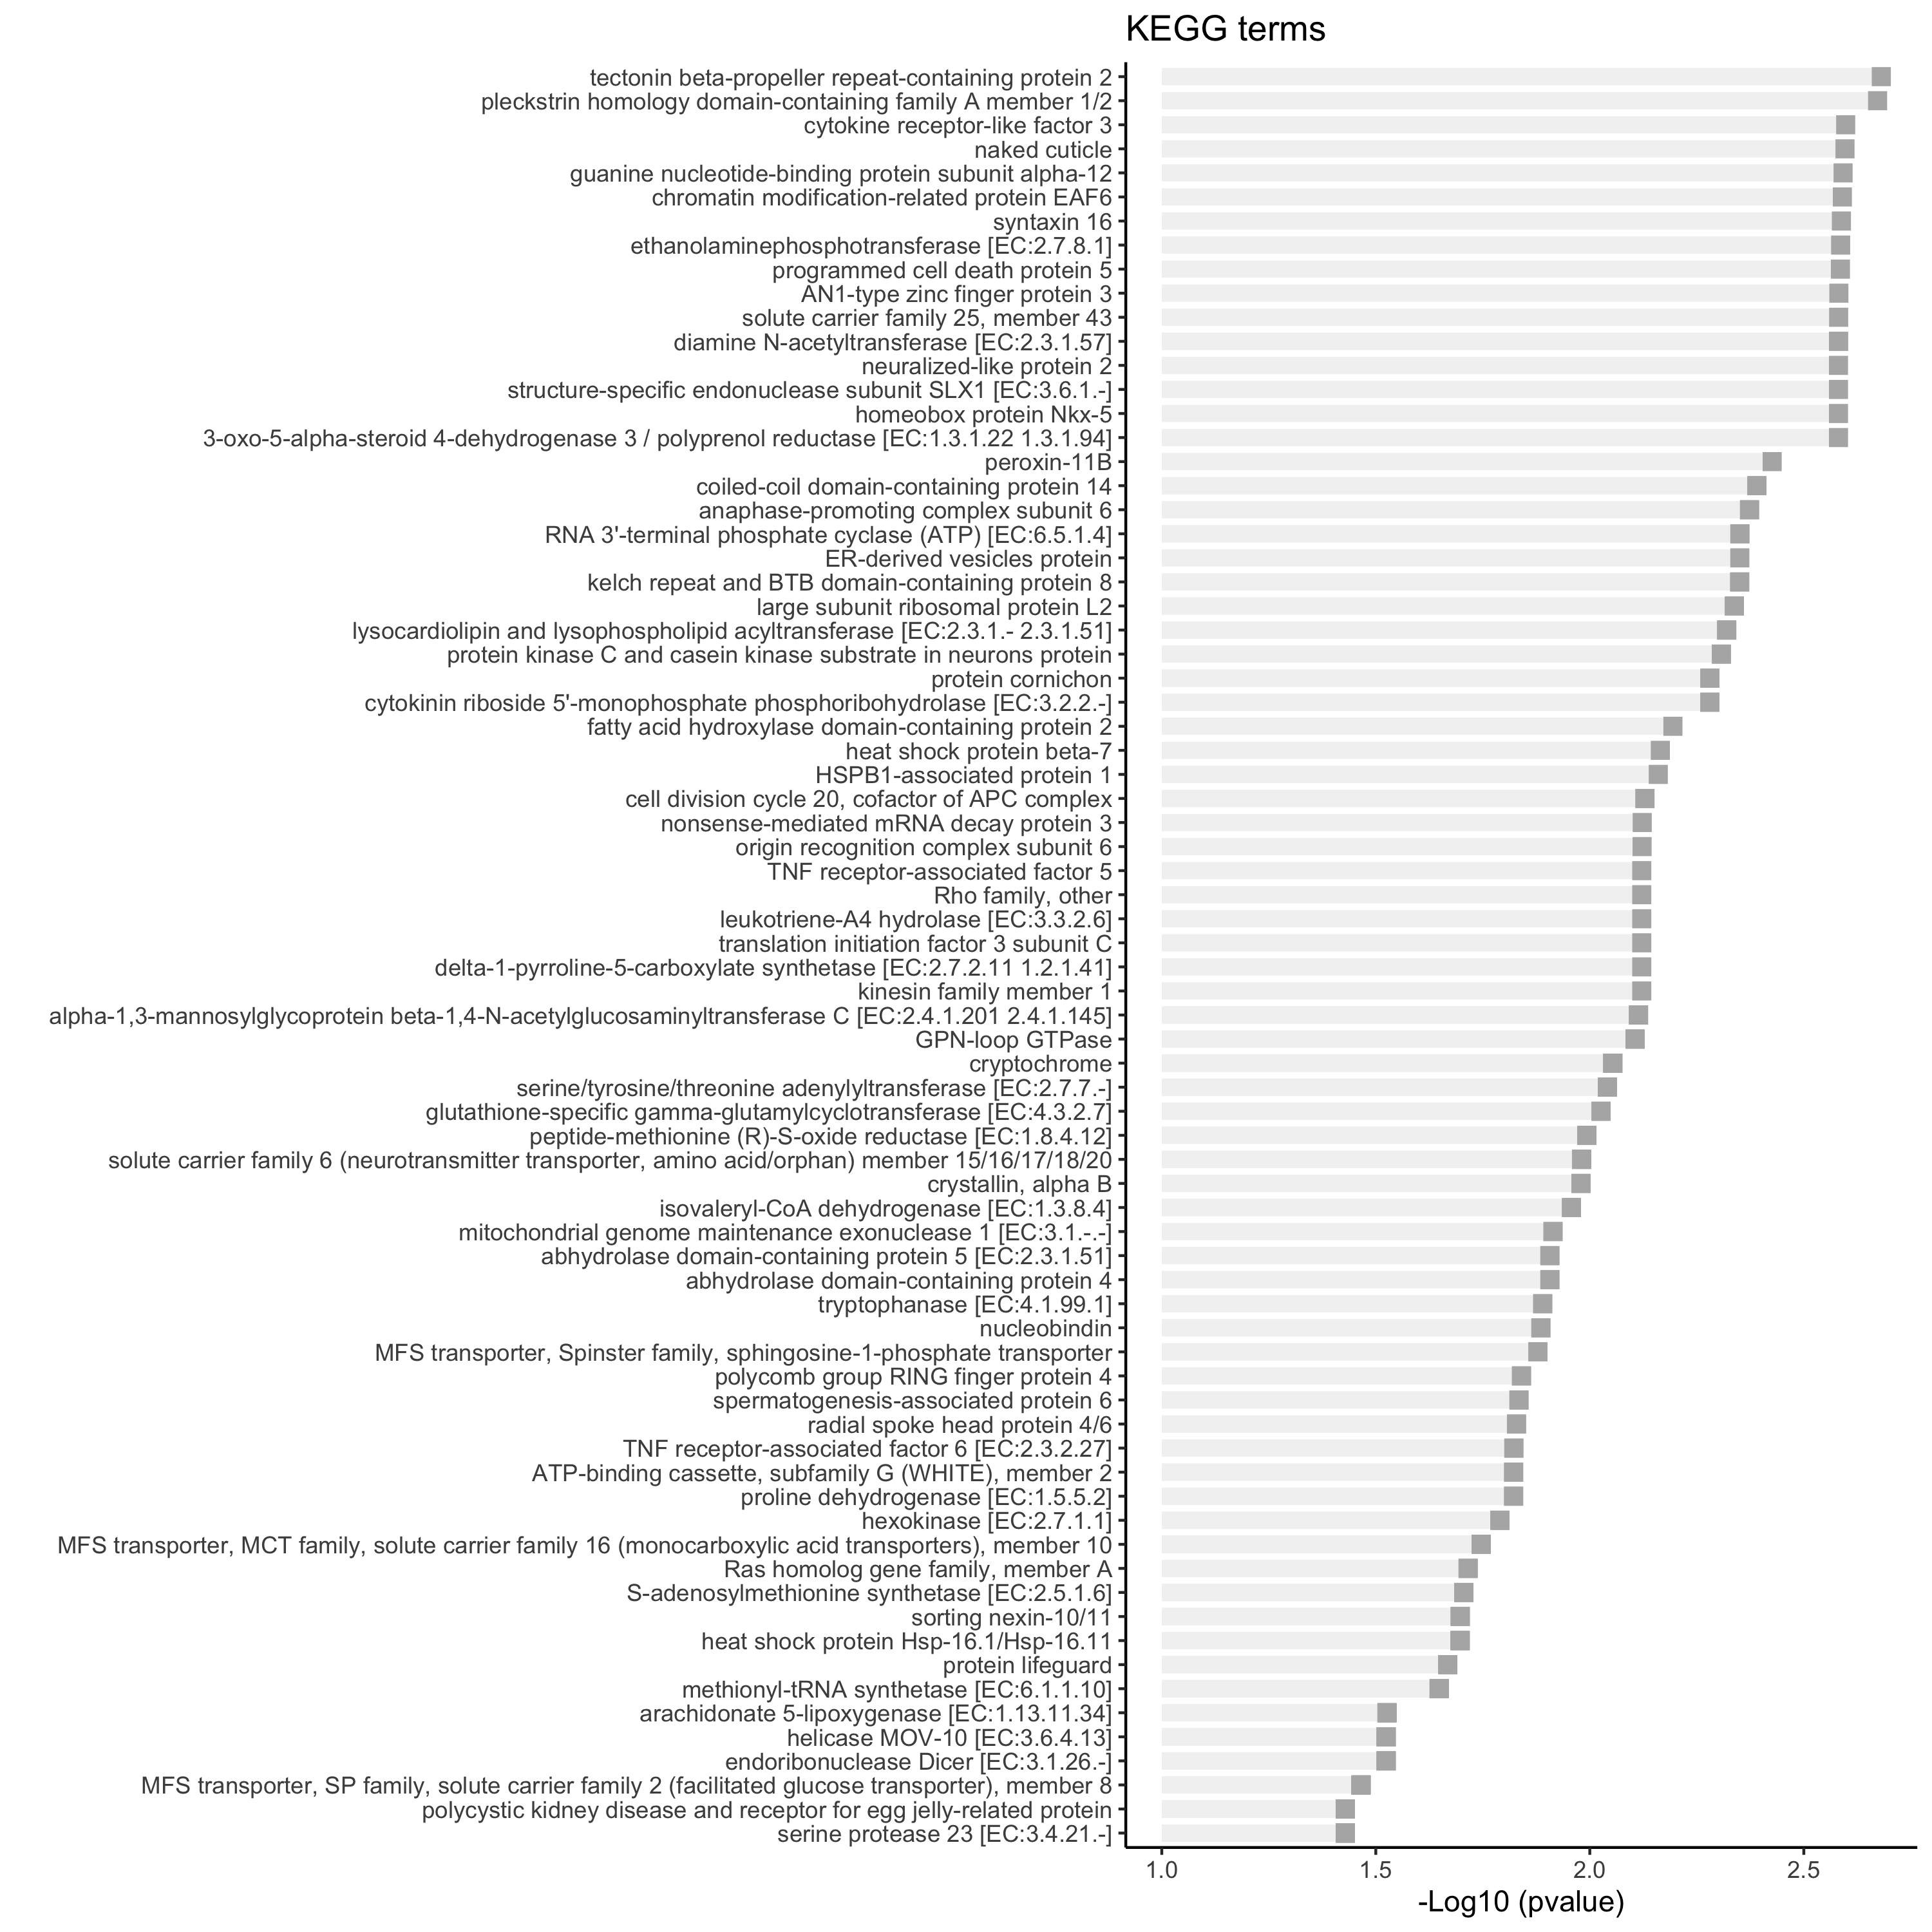 KEGG terms
tectonin beta-propeller repeat-containing protein 2
pleckstrin homology domain-containing family A member 1/2
cytokine receptor-like factor 3
naked cuticle
guanine nucleotide-binding protein subunit alpha-12
chromatin modification-related protein EAF6
syntaxin 16
ethanolaminephosphotransferase [EC:2.7.8.1]
programmed cell death protein 5
AN1-type zinc finger protein 3
solute carrier family 25, member 43
diamine N-acetyltransferase [EC:2.3.1.57]
neuralized-like protein 2
structure-specific endonuclease subunit SLX1 [EC:3.6.1.-]
homeobox protein Nkx-5
3-oxo-5-alpha-steroid 4-dehydrogenase 3 / polyprenol reductase [EC:1.3.1.22 1.3.1.94]
peroxin-11B
coiled-coil domain-containing protein 14
anaphase-promoting complex subunit 6
RNA 3'-terminal phosphate cyclase (ATP) [EC:6.5.1.4]
ER-derived vesicles protein
kelch repeat and BTB domain-containing protein 8
large subunit ribosomal protein L2
lysocardiolipin and lysophospholipid acyltransferase [EC:2.3.1.- 2.3.1.51]
protein kinase C and casein kinase substrate in neurons protein
protein cornichon
cytokinin riboside 5'-monophosphate phosphoribohydrolase [EC:3.2.2.-]
fatty acid hydroxylase domain-containing protein 2
heat shock protein beta-7
HSPB1-associated protein 1
cell division cycle 20, cofactor of APC complex
nonsense-mediated mRNA decay protein 3
origin recognition complex subunit 6
TNF receptor-associated factor 5
Rho family, other
leukotriene-A4 hydrolase [EC:3.3.2.6]
translation initiation factor 3 subunit C
delta-1-pyrroline-5-carboxylate synthetase [EC:2.7.2.11 1.2.1.41]
kinesin family member 1
alpha-1,3-mannosylglycoprotein beta-1,4-N-acetylglucosaminyltransferase C [EC:2.4.1.201 2.4.1.145]
GPN-loop GTPase
cryptochrome
serine/tyrosine/threonine adenylyltransferase [EC:2.7.7.-]
glutathione-specific gamma-glutamylcyclotransferase [EC:4.3.2.7]
peptide-methionine (R)-S-oxide reductase [EC:1.8.4.12]
solute carrier family 6 (neurotransmitter transporter, amino acid/orphan) member 15/16/17/18/20
crystallin, alpha B
isovaleryl-CoA dehydrogenase [EC:1.3.8.4]
mitochondrial genome maintenance exonuclease 1 [EC:3.1.-.-]
abhydrolase domain-containing protein 5 [EC:2.3.1.51]
abhydrolase domain-containing protein 4
tryptophanase [EC:4.1.99.1]
nucleobindin
MFS transporter, Spinster family, sphingosine-1-phosphate transporter
polycomb group RING finger protein 4
spermatogenesis-associated protein 6
radial spoke head protein 4/6
TNF receptor-associated factor 6 [EC:2.3.2.27]
ATP-binding cassette, subfamily G (WHITE), member 2
proline dehydrogenase [EC:1.5.5.2]
hexokinase [EC:2.7.1.1]
MFS transporter, MCT family, solute carrier family 16 (monocarboxylic acid transporters), member 10
Ras homolog gene family, member A
S-adenosylmethionine synthetase [EC:2.5.1.6]
sorting nexin-10/11
heat shock protein Hsp-16.1/Hsp-16.11
protein lifeguard
methionyl-tRNA synthetase [EC:6.1.1.10]
arachidonate 5-lipoxygenase [EC:1.13.11.34]
helicase MOV-10 [EC:3.6.4.13]
endoribonuclease Dicer [EC:3.1.26.-]
MFS transporter, SP family, solute carrier family 2 (facilitated glucose transporter), member 8
polycystic kidney disease and receptor for egg jelly-related protein
serine protease 23 [EC:3.4.21.-]
1.0 1.5 2.0 2.5
-Log10 (pvalue)